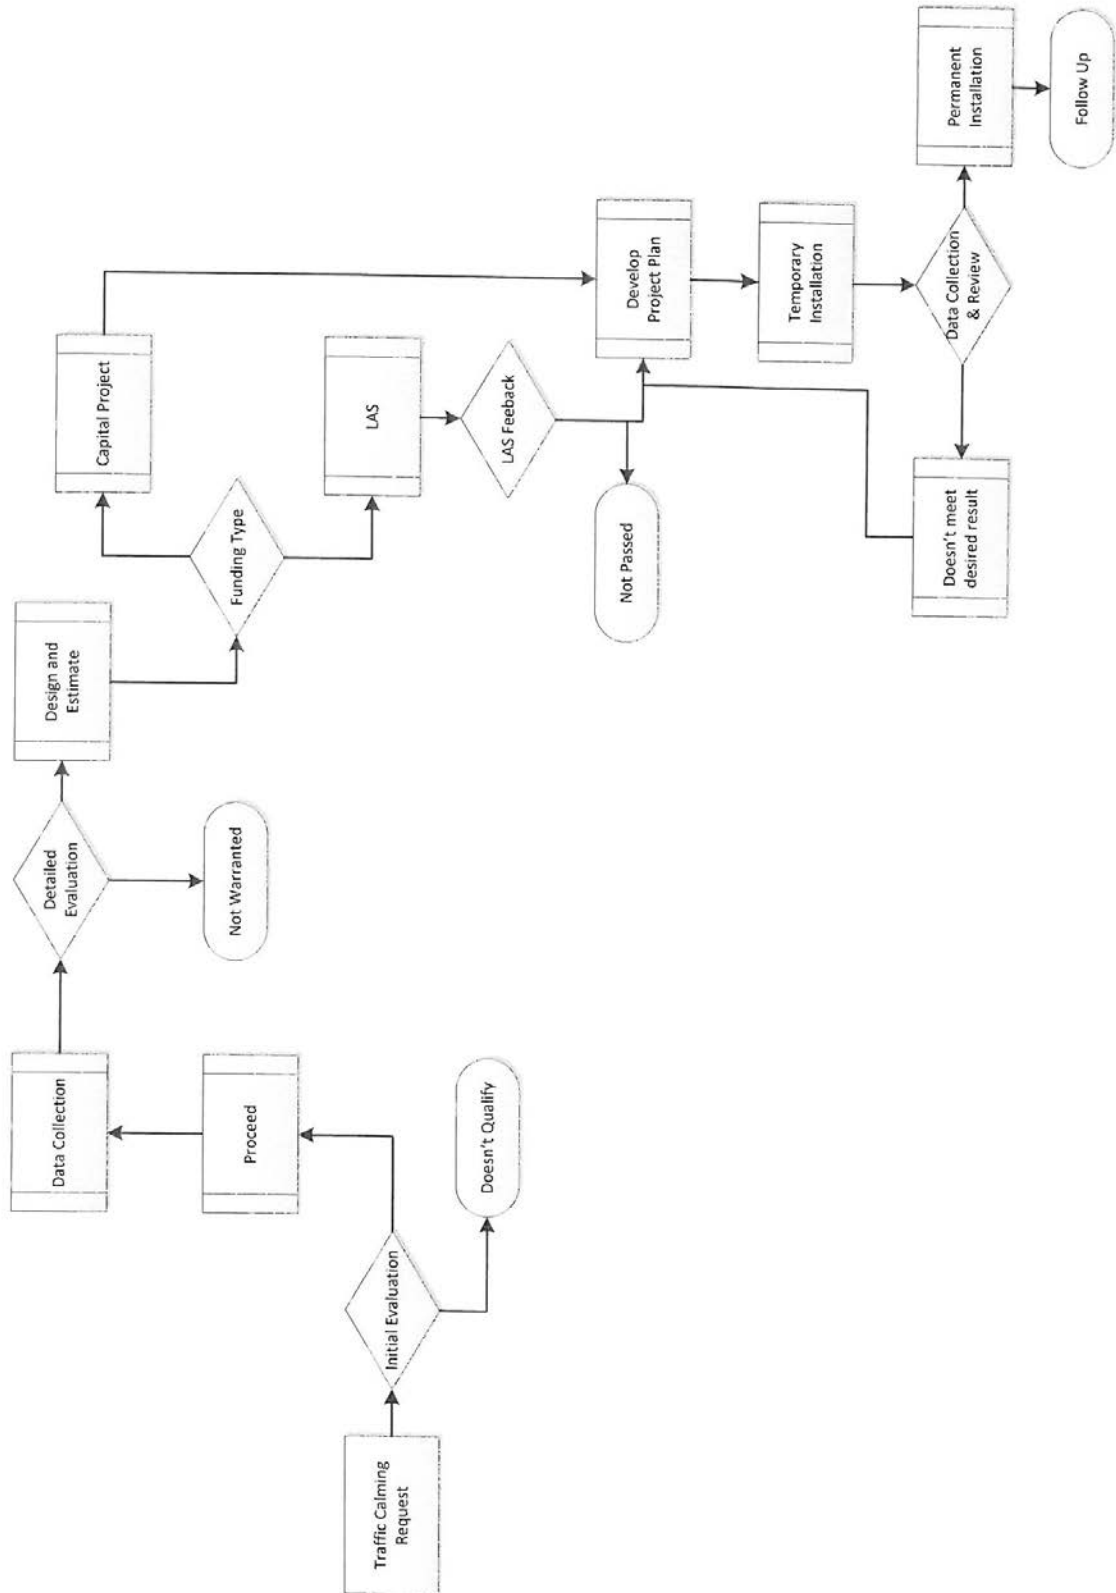 Traffic Calming
Request
Initial Evaluation
Doesn't Qualify
Proceed
Data Collection
Detailed
Evaluation
Not Warranted
Design and
Estimate
Funding Type
Capital Project
LAS
LAS Feeback
Not Passed
Develop
Project Plan
Temporary
Installation
Data Collection
& Review
Doesn't meet
desired result
Permanent
Installation
Follow Up